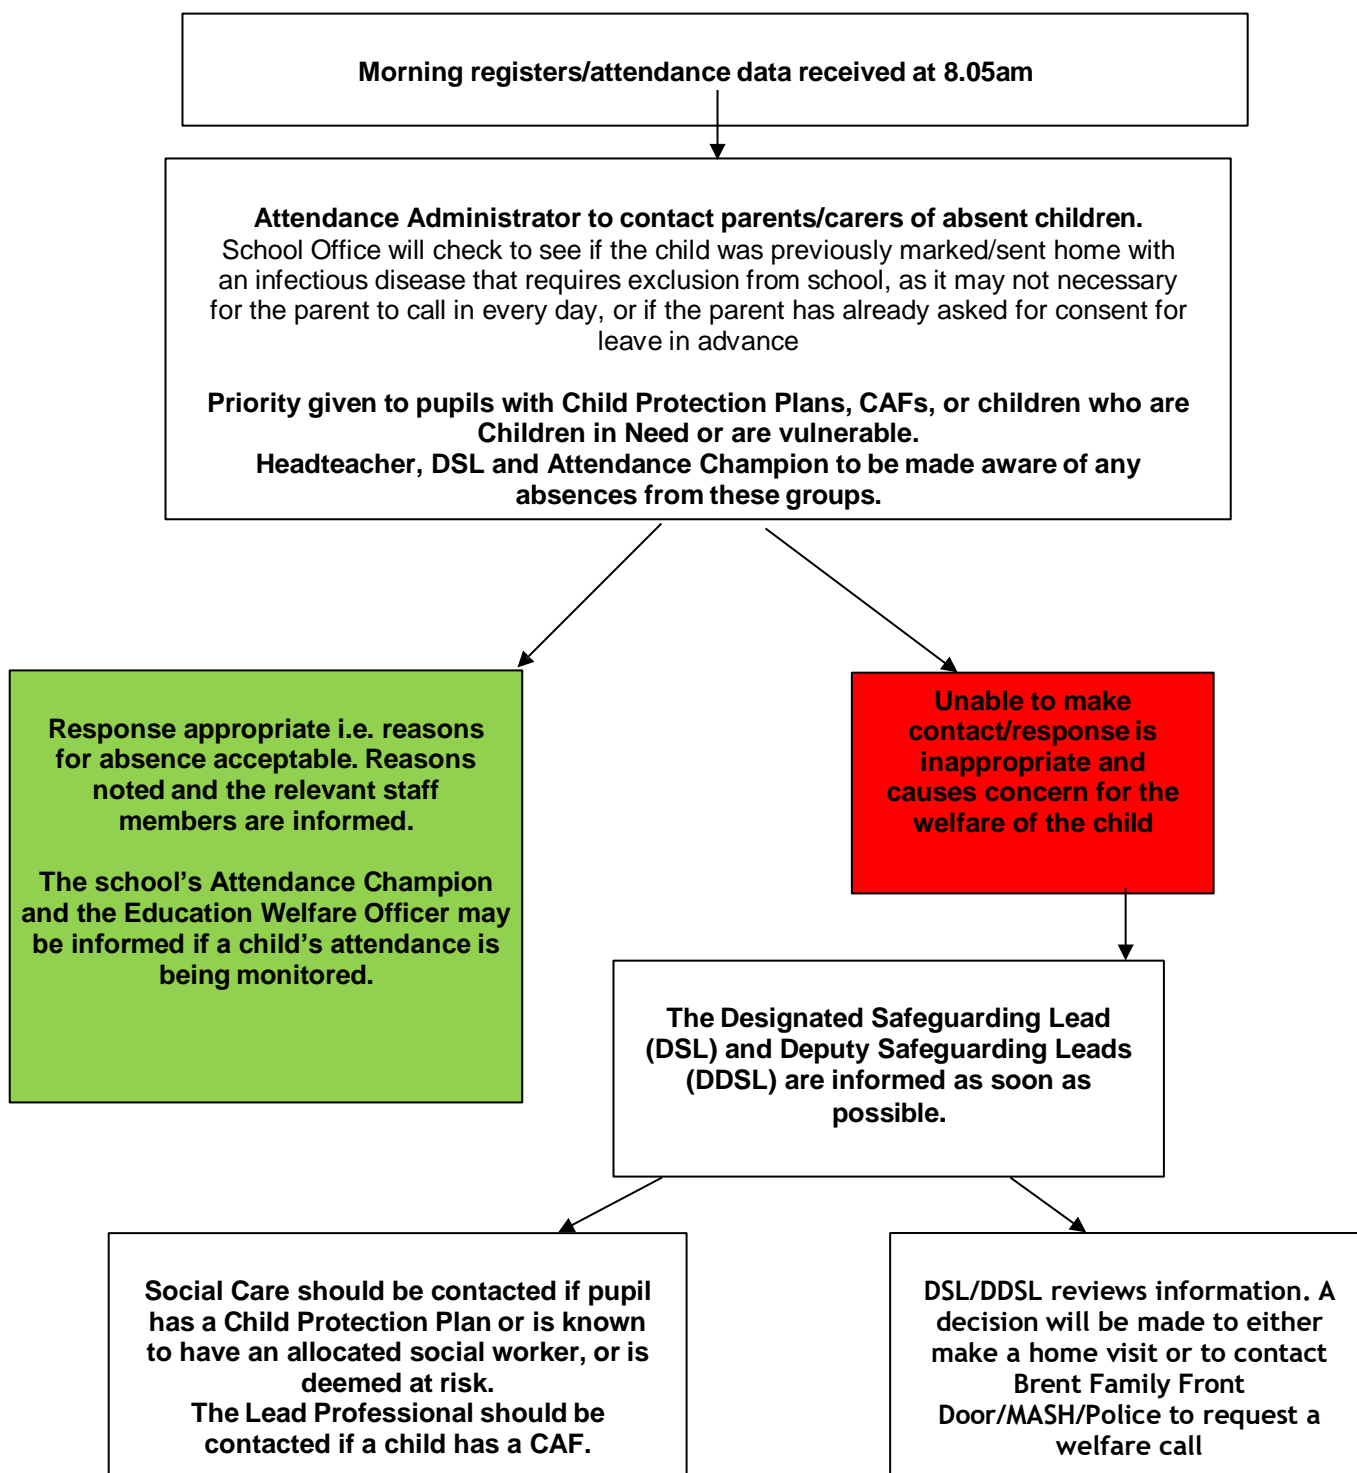 Morning registers/attendance data received at 8.05am
Attendance Administrator to contact parents/carers of absent children.
School Office will check to see if the child was previously marked/sent home with
an infectious disease that requires exclusion from school, as it may not necessary
for the parent to call in every day, or if the parent has already asked for consent for
leave in advance
Priority given to pupils with Child Protection Plans, CAFs, or children who are
Children in Need or are vulnerable.
Headteacher, DSL and Attendance Champion to be made aware of any
absences from these groups.
Response appropriate i.e. reasons
for absence acceptable. Reasons
noted and the relevant staff
members are informed.
The school’s Attendance Champion
and the Education Welfare Officer may
be informed if a child’s attendance is
being monitored.
Unable to make
contact/response is
inappropriate and
causes concern for the
welfare of the child
The Designated Safeguarding Lead
(DSL) and Deputy Safeguarding Leads
(DDSL) are informed as soon as
possible.
Social Care should be contacted if pupil
has a Child Protection Plan or is known
to have an allocated social worker, or is
deemed at risk.
The Lead Professional should be
contacted if a child has a CAF.
DSL/DDSL reviews information. A
decision will be made to either
make a home visit or to contact
Brent Family Front
Door/MASH/Police to request a
welfare call